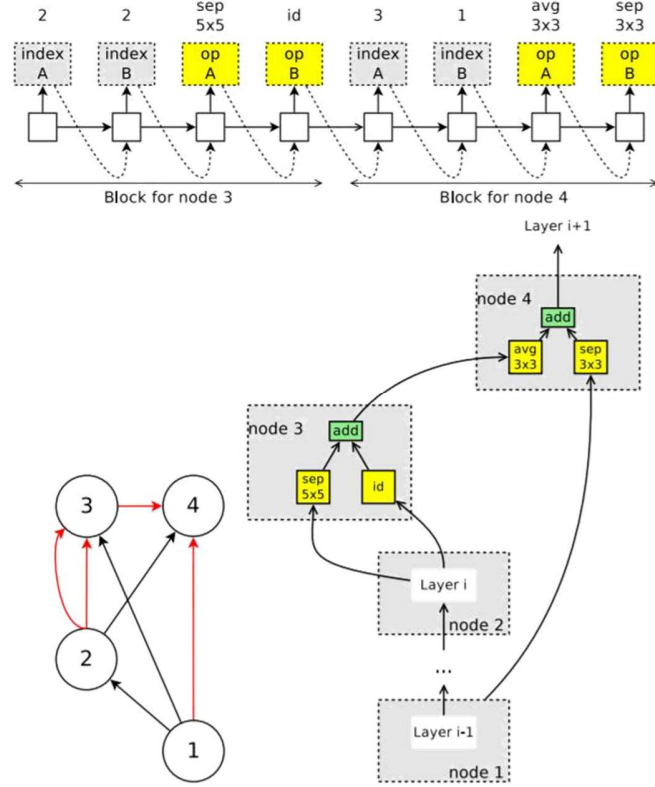 2 2 sep id 3 1 avg sep
5x5 3x3 3x3
index index op op index index op op
A B A B A B A B
Block for node 3 Block for node 4
Layer i+1
node 4
add
avg sep
3x3 3x3
node 3
add
sep id
5x5
3 4
Layer i
node 2
2
...
1
Layer i-1
node 1